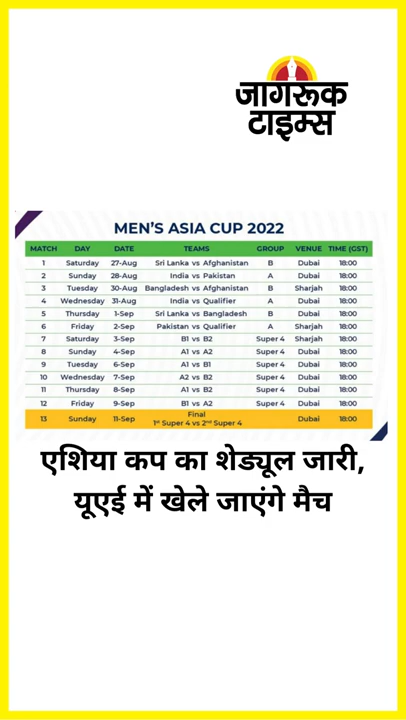 जागरूक
टाइम्स
MEN'S ASIA CUP 2022
MATCH DAY DATE TEAMS GROUP VENUE TIME (GST)
1 Saturday 27-Aug Sri Lanka vs Afghanistan B Dubai 18:00
2 Sunday 28-Aug India vs Pakistan A Dubai 18:00
3 Tuesday 30-Aug Bangladesh vs Afghanistan B Sharjah 18:00
4 Wednesday 31-Aug India vs Qualifier A Dubai 18:00
5 Thursday 1-Sep Sri Lanka vs Bangladesh B Dubai 18:00
6 Friday 2-Sep Pakistan vs Qualifier A Sharjah 18:00
7 Saturday 3-Sep B1 vs B2 Super 4 Sharjah 18:00
8 Sunday 4-Sep A1 vs A2 Super 4 Dubai 18:00
9 Tuesday 6-Sep A1 vs B1 Super 4 Dubai 18:00
10 Wednesday 7-Sep A2 vs B2 Super 4 Dubai 18:00
11 Thursday 8-Sep A1 vs B2 Super 4 Dubai 18:00
12 Friday 9-Sep B1 vs A2 Super 4 Dubai 18:00
13 Sunday 11-Sep Final Dubai 18:00
1st Super 4 vs 2nd Super 4
एशिया कप का शेड्यूल जारी,
यूएई में खेले जाएंगे मैच